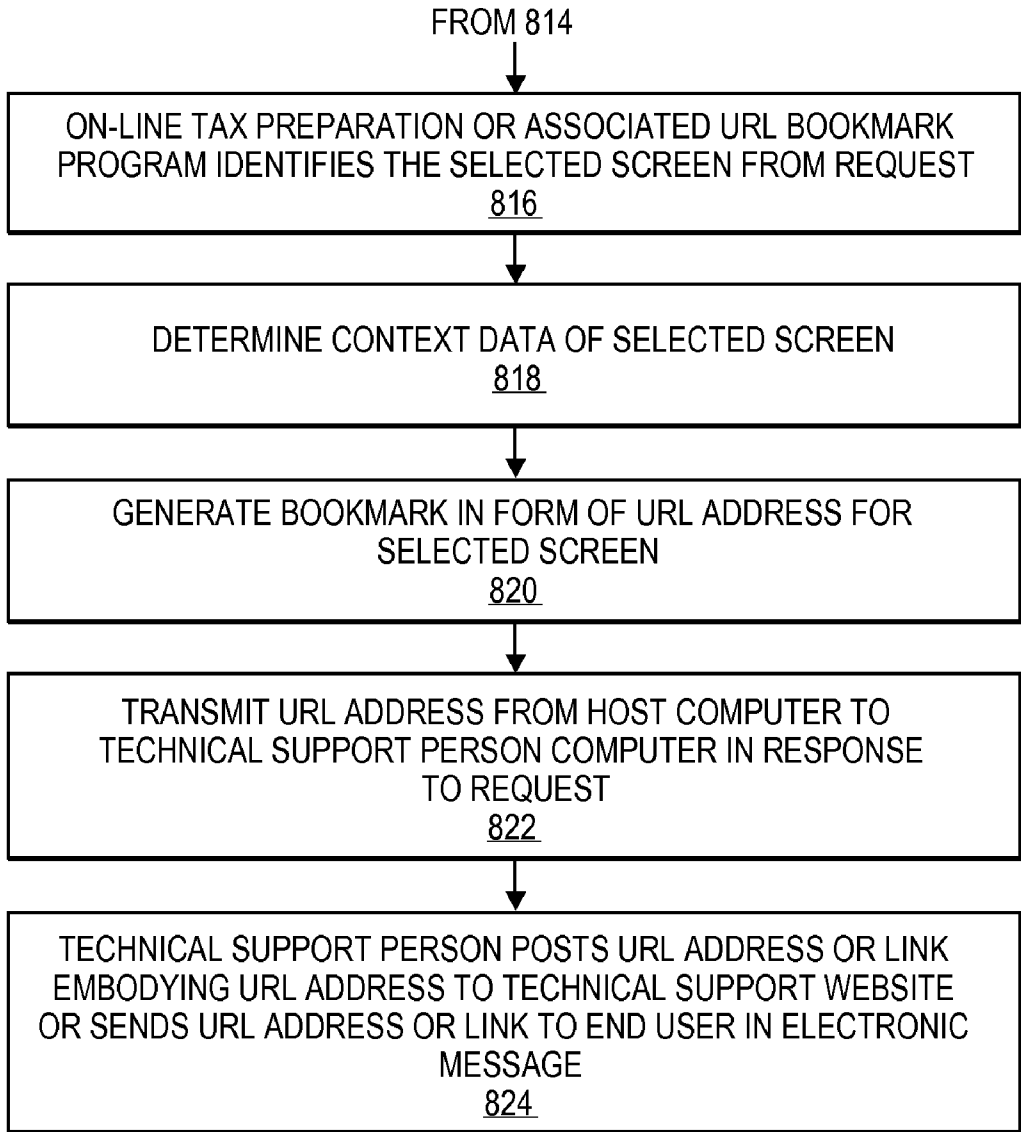 FROM 814
ON-LINE TAX PREPARATION OR ASSOCIATED URL BOOKMARK
PROGRAM IDENTIFIES THE SELECTED SCREEN FROM REQUEST
816
DETERMINE CONTEXT DATA OF SELECTED SCREEN
818
GENERATE BOOKMARK IN FORM OF URL ADDRESS FOR
SELECTED SCREEN
820
TRANSMIT URL ADDRESS FROM HOST COMPUTER TO
TECHNICAL SUPPORT PERSON COMPUTER IN RESPONSE
TO REQUEST
822
TECHNICAL SUPPORT PERSON POSTS URL ADDRESS OR LINK
EMBODYING URL ADDRESS TO TECHNICAL SUPPORT WEBSITE
OR SENDS URL ADDRESS OR LINK TO END USER IN ELECTRONIC
MESSAGE
824